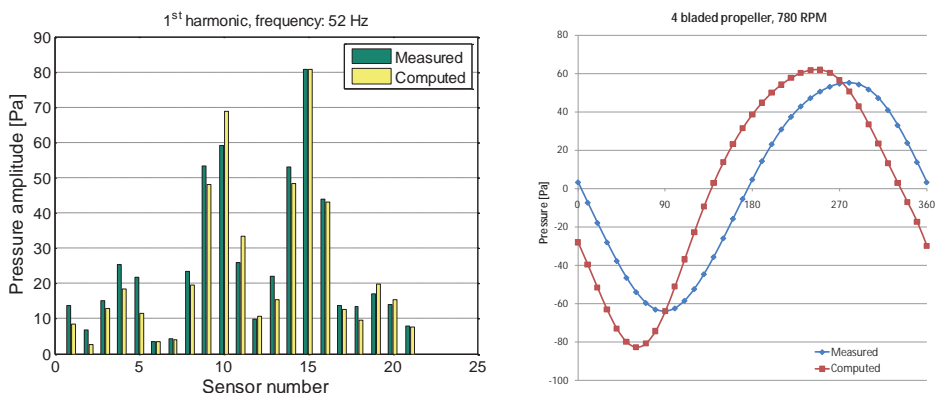 1st harmonic, frequency: 52 Hz
90
80
70
60
50
40
30
20
10
0
Pressure amplitude [Pa]
Measured
Computed
0 5 10 15 20 25
Sensor number
4 bladed propeller, 780 RPM
80
60
40
20
0
-20
-40
-60
-80
-100
Pressure [Pa]
0 90 180 270 360
Measured
Computed